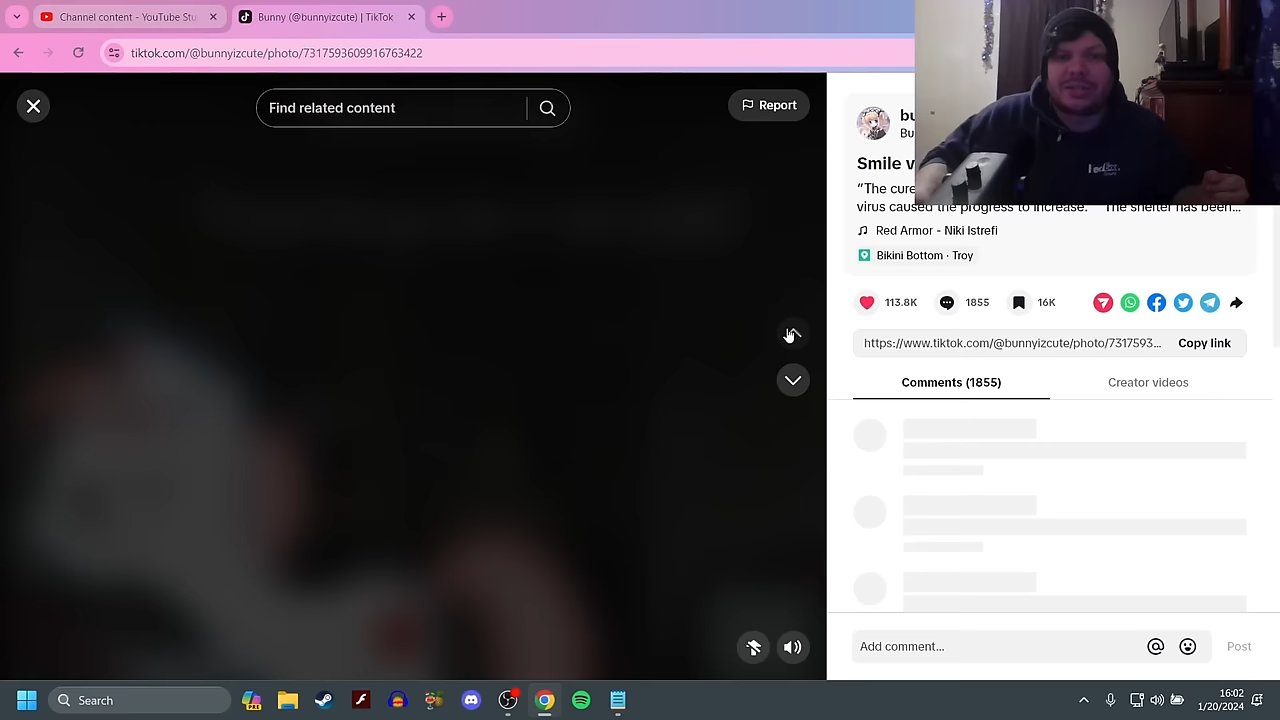 Channel content - YouTube Stu
Bunny (@bunnyizcute) | TikTok
tiktok.com/@bunnyizcute/photo/7317593609916763422
Find related content
Report
bu
Bu
Smile v
“The cure
virus caused the progress to increase.” “The shelter has been...
Red Armor - Niki Istrefi
Bikini Bottom · Troy
113.8K
1855
16K
https://www.tiktok.com/@bunnyizcute/photo/7317593...
Copy link
Comments (1855)
Creator videos
Add comment...
Post
Search
16:02
1/20/2024